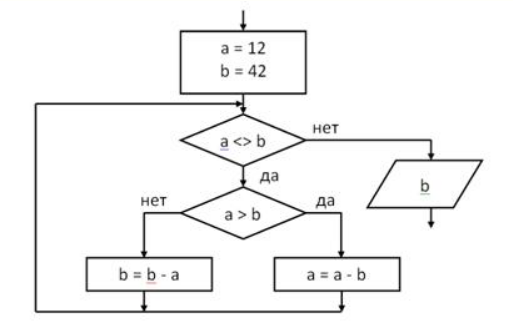 a = 12
b = 42
a <> b
нет
да
b
нет
a > b
да
b = b - a
a = a - b